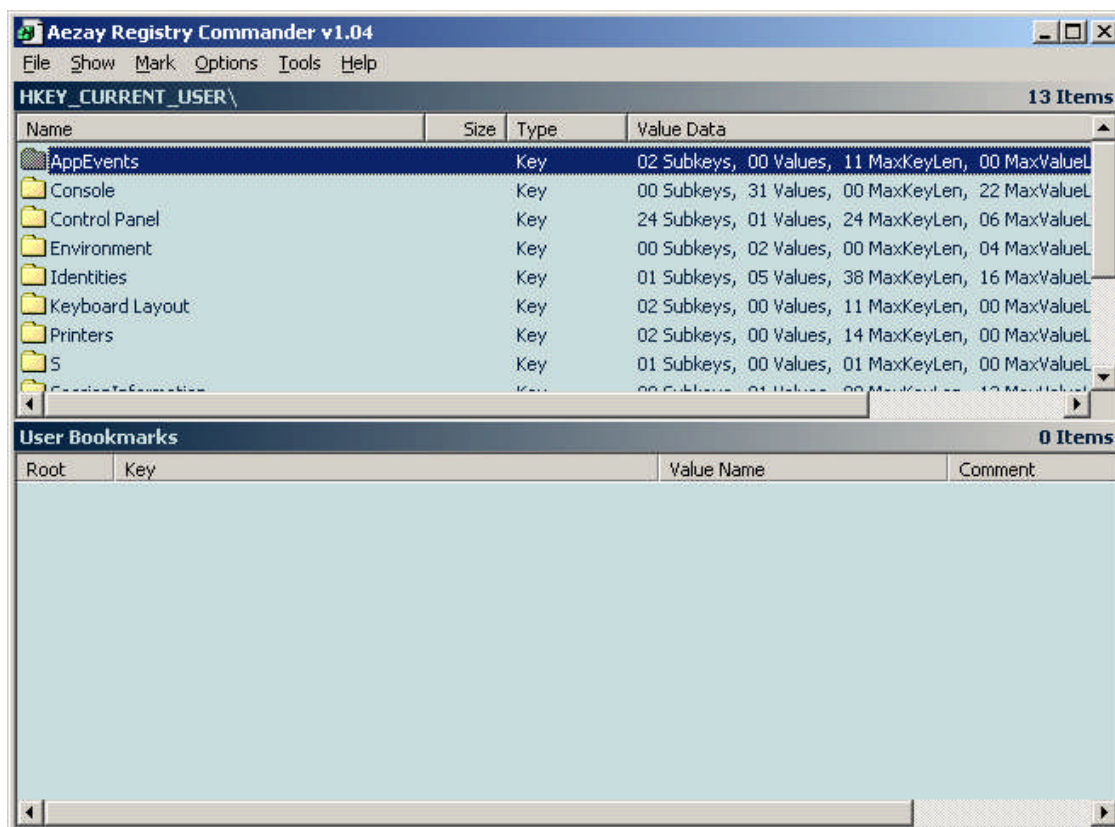 Aezay Registry Commander v1.04
File Show Mark Options Tools Help
HKEY_CURRENT_USER\ 13 Items
Name Size Type Value Data
AppEvents Key 02 Subkeys, 00 Values, 11 MaxKeyLen, 00 MaxValueL
Console Key 00 Subkeys, 31 Values, 00 MaxKeyLen, 22 MaxValueL
Control Panel Key 24 Subkeys, 01 Values, 24 MaxKeyLen, 06 MaxValueL
Environment Key 00 Subkeys, 02 Values, 00 MaxKeyLen, 04 MaxValueL
Identities Key 01 Subkeys, 05 Values, 38 MaxKeyLen, 16 MaxValueL
Keyboard Layout Key 02 Subkeys, 00 Values, 11 MaxKeyLen, 00 MaxValueL
Printers Key 02 Subkeys, 00 Values, 14 MaxKeyLen, 00 MaxValueL
S Key 01 Subkeys, 00 Values, 01 MaxKeyLen, 00 MaxValueL
User Bookmarks 0 Items
Root Key Value Name Comment